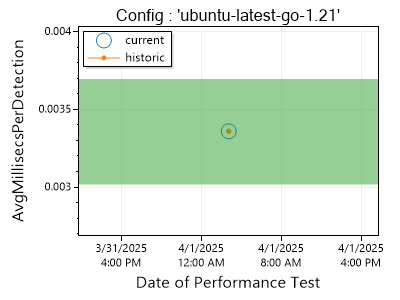 Config : 'ubuntu-latest-go-1.21'
current
historic
AvgMillisecsPerDetection
0.004
0.0035
0.003
3/31/2025 4/1/2025 4/1/2025 4/1/2025
4:00 PM 12:00 AM 8:00 AM 4:00 PM
Date of Performance Test